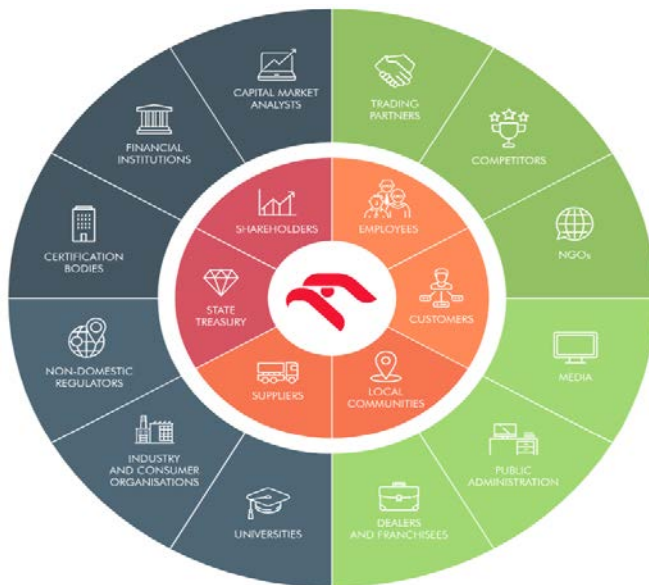 CAPITAL MARKET
ANALYSTS
TRADING
PARTNERS
FINANCIAL
INSTITUTIONS
COMPETITORS
SHAREHOLDERS
EMPLOYEES
CERTIFICATION
BODIES
NGOs
STATE
TREASURY
CUSTOMERS
NON-DOMESTIC
REGULATORS
MEDIA
SUPPLIERS
LOCAL
COMMUNITIES
INDUSTRY
AND CONSUMER
ORGANISATIONS
PUBLIC
ADMINISTRATION
UNIVERSITIES
DEALERS
AND FRANCHISEES